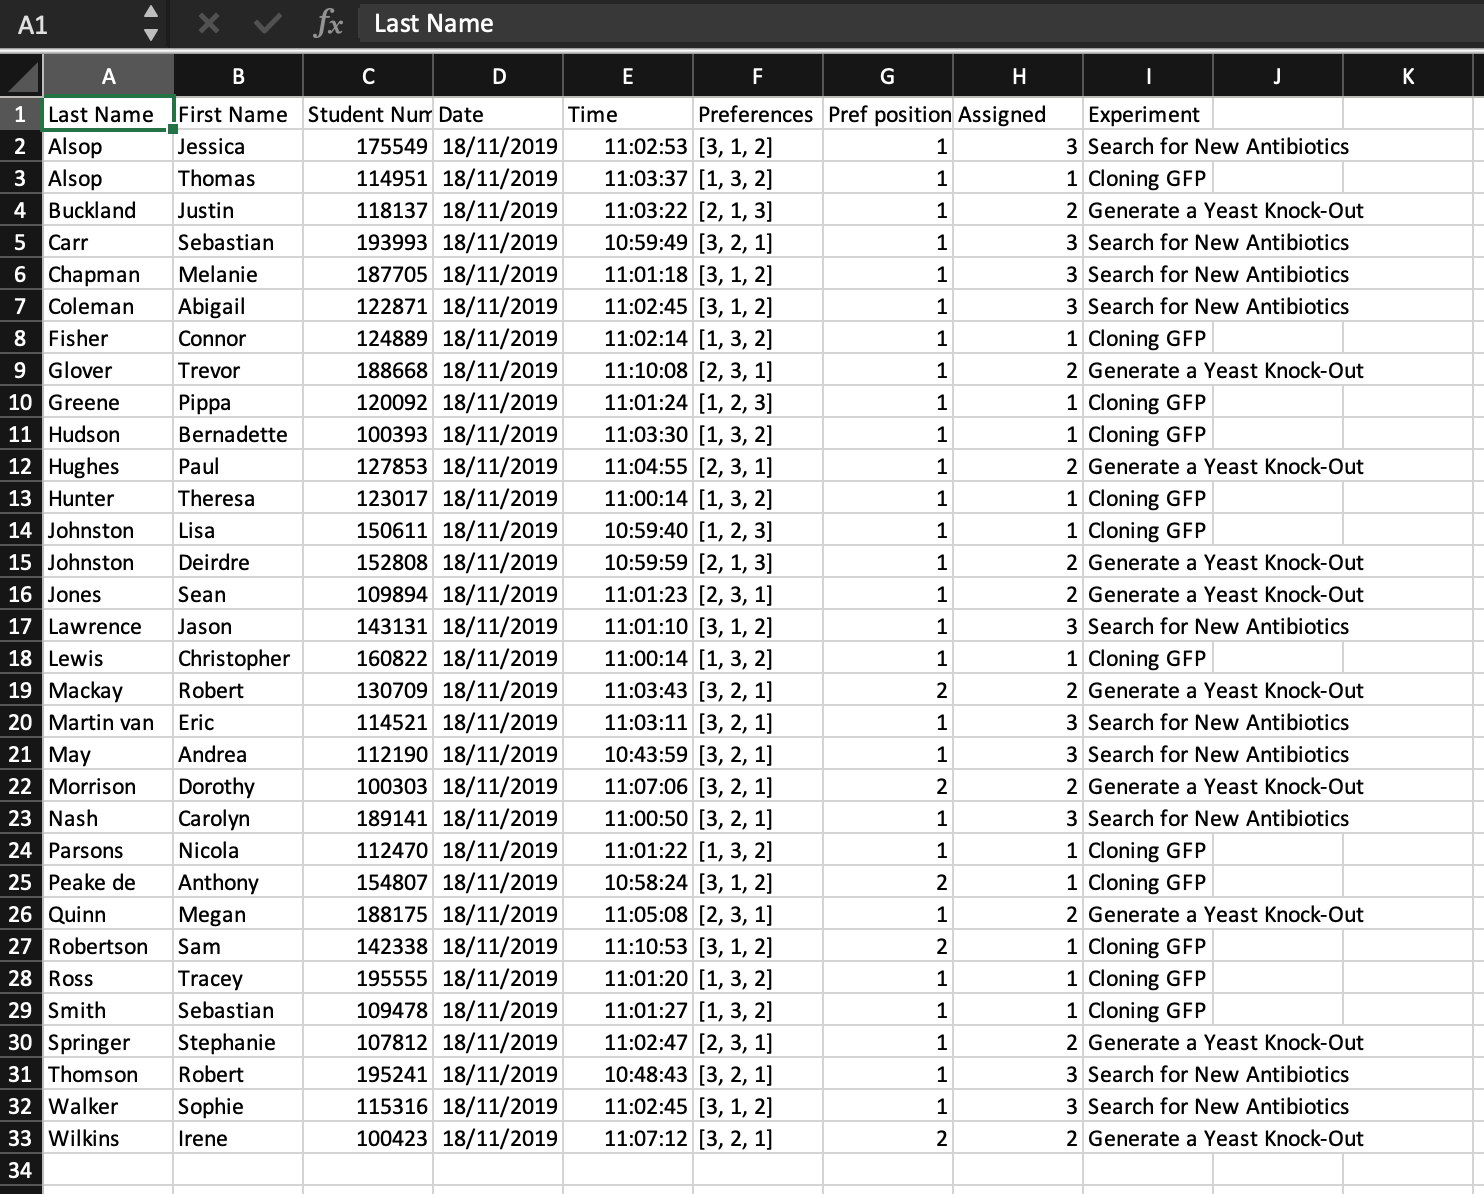 A1 fx Last Name
A B C D E F G H I J K
1 Last Name First Name Student Num Date Time Preferences Pref position Assigned Experiment
2 Alsop Jessica 175549 18/11/2019 11:02:53 [3, 1, 2] 1 3 Search for New Antibiotics
3 Alsop Thomas 114951 18/11/2019 11:03:37 [1, 3, 2] 1 1 Cloning GFP
4 Buckland Justin 118137 18/11/2019 11:03:22 [2, 1, 3] 1 2 Generate a Yeast Knock-Out
5 Carr Sebastian 193993 18/11/2019 10:59:49 [3, 2, 1] 1 3 Search for New Antibiotics
6 Chapman Melanie 187705 18/11/2019 11:01:18 [3, 1, 2] 1 3 Search for New Antibiotics
7 Coleman Abigail 122871 18/11/2019 11:02:45 [3, 1, 2] 1 3 Search for New Antibiotics
8 Fisher Connor 124889 18/11/2019 11:02:14 [1, 3, 2] 1 1 Cloning GFP
9 Glover Trevor 188668 18/11/2019 11:10:08 [2, 3, 1] 1 2 Generate a Yeast Knock-Out
10 Greene Pippa 120092 18/11/2019 11:01:24 [1, 2, 3] 1 1 Cloning GFP
11 Hudson Bernadette 100393 18/11/2019 11:03:30 [1, 3, 2] 1 1 Cloning GFP
12 Hughes Paul 127853 18/11/2019 11:04:55 [2, 3, 1] 1 2 Generate a Yeast Knock-Out
13 Hunter Theresa 123017 18/11/2019 11:00:14 [1, 3, 2] 1 1 Cloning GFP
14 Johnston Lisa 150611 18/11/2019 10:59:40 [1, 2, 3] 1 1 Cloning GFP
15 Johnston Deirdre 152808 18/11/2019 10:59:59 [2, 1, 3] 1 2 Generate a Yeast Knock-Out
16 Jones Sean 109894 18/11/2019 11:01:23 [2, 3, 1] 1 2 Generate a Yeast Knock-Out
17 Lawrence Jason 143131 18/11/2019 11:01:10 [3, 1, 2] 1 3 Search for New Antibiotics
18 Lewis Christopher 160822 18/11/2019 11:00:14 [1, 3, 2] 1 1 Cloning GFP
19 Mackay Robert 130709 18/11/2019 11:03:43 [3, 2, 1] 2 2 Generate a Yeast Knock-Out
20 Martin van Eric 114521 18/11/2019 11:03:11 [3, 2, 1] 1 3 Search for New Antibiotics
21 May Andrea 112190 18/11/2019 10:43:59 [3, 2, 1] 1 3 Search for New Antibiotics
22 Morrison Dorothy 100303 18/11/2019 11:07:06 [3, 2, 1] 2 2 Generate a Yeast Knock-Out
23 Nash Carolyn 189141 18/11/2019 11:00:50 [3, 2, 1] 1 3 Search for New Antibiotics
24 Parsons Nicola 112470 18/11/2019 11:01:22 [1, 3, 2] 1 1 Cloning GFP
25 Peake de Anthony 154807 18/11/2019 10:58:24 [3, 1, 2] 2 1 Cloning GFP
26 Quinn Megan 188175 18/11/2019 11:05:08 [2, 3, 1] 1 2 Generate a Yeast Knock-Out
27 Robertson Sam 142338 18/11/2019 11:10:53 [3, 1, 2] 2 1 Cloning GFP
28 Ross Tracey 195555 18/11/2019 11:01:20 [1, 3, 2] 1 1 Cloning GFP
29 Smith Sebastian 109478 18/11/2019 11:01:27 [1, 3, 2] 1 1 Cloning GFP
30 Springer Stephanie 107812 18/11/2019 11:02:47 [2, 3, 1] 1 2 Generate a Yeast Knock-Out
31 Thomson Robert 195241 18/11/2019 10:48:43 [3, 2, 1] 1 3 Search for New Antibiotics
32 Walker Sophie 115316 18/11/2019 11:02:45 [3, 1, 2] 1 3 Search for New Antibiotics
33 Wilkins Irene 100423 18/11/2019 11:07:12 [3, 2, 1] 2 2 Generate a Yeast Knock-Out
34